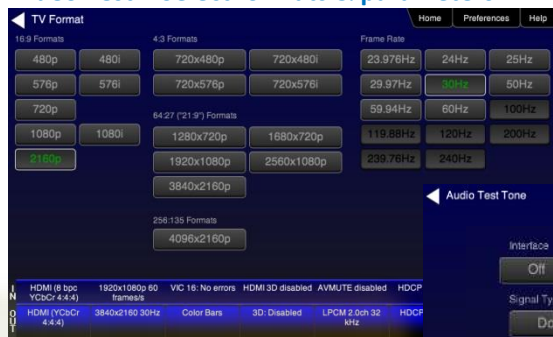 TV Format
Home Preferences Help
16:9 Formats 4:3 Formats Frame Rate
480p 480i 720x480p 720x480i 23.976Hz 24Hz 25Hz
576p 576i 720x576p 720x576i 29.97Hz 30Hz 50Hz
720p 59.94Hz 60Hz 100Hz
64:27 ("21:9") Formats
1080p 1080i 1280x720p 1680x720p 119.88Hz 120Hz 200Hz
2160p 1920x1080p 2560x1080p 239.76Hz 240Hz
3840x2160p
Audio Test Tone
256:135 Formats
4096x2160p
Interface
Off
IN HDMI (8 bpc YCbCr 4:4:4) 1920x1080p 60 frames/s VIC 16: No errors HDMI 3D disabled AVMUTE disabled HDCP
Signal Ty
OUT HDMI (YCbCr 4:4:4) 3840x2160 30Hz Color Bars 3D: Disabled LPCM 2.0ch 32 kHz HDCP